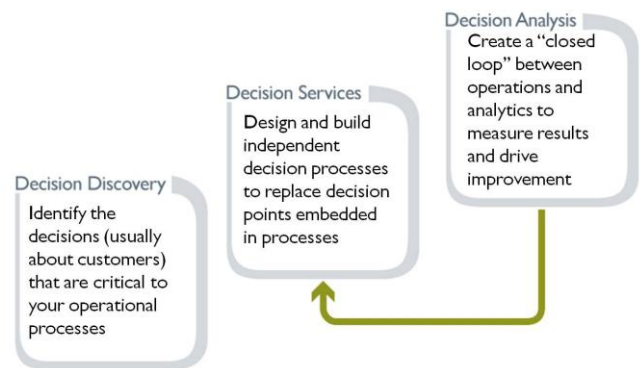 Decision Discovery
Identify the
decisions (usually
about customers)
that are critical to
your operational
processes
Decision Services
Design and build
independent
decision processes
to replace decision
points embedded
in processes
Decision Analysis
Create a “closed
loop” between
operations and
analytics to
measure results
and drive
improvement